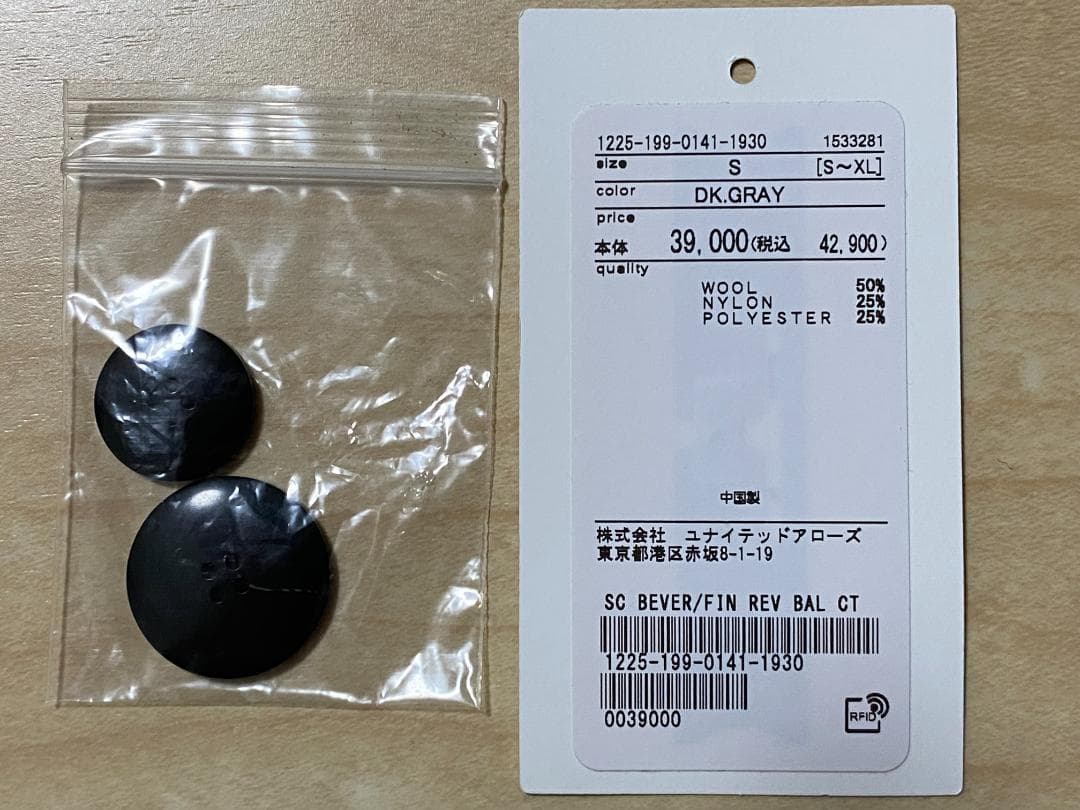 1225-199-0141-1930 1533281
size S [S～XL]
color DK.GRAY
price
本体 39,000(税込 42,900)
quality
WOOL 50%
NYLON 25%
POLYESTER 25%
中国製
株式会社 ユナイテッドアローズ
東京都港区赤坂8-1-19
SC BEVER/FIN REV BAL CT
1225-199-0141-1930
0039000
RFID